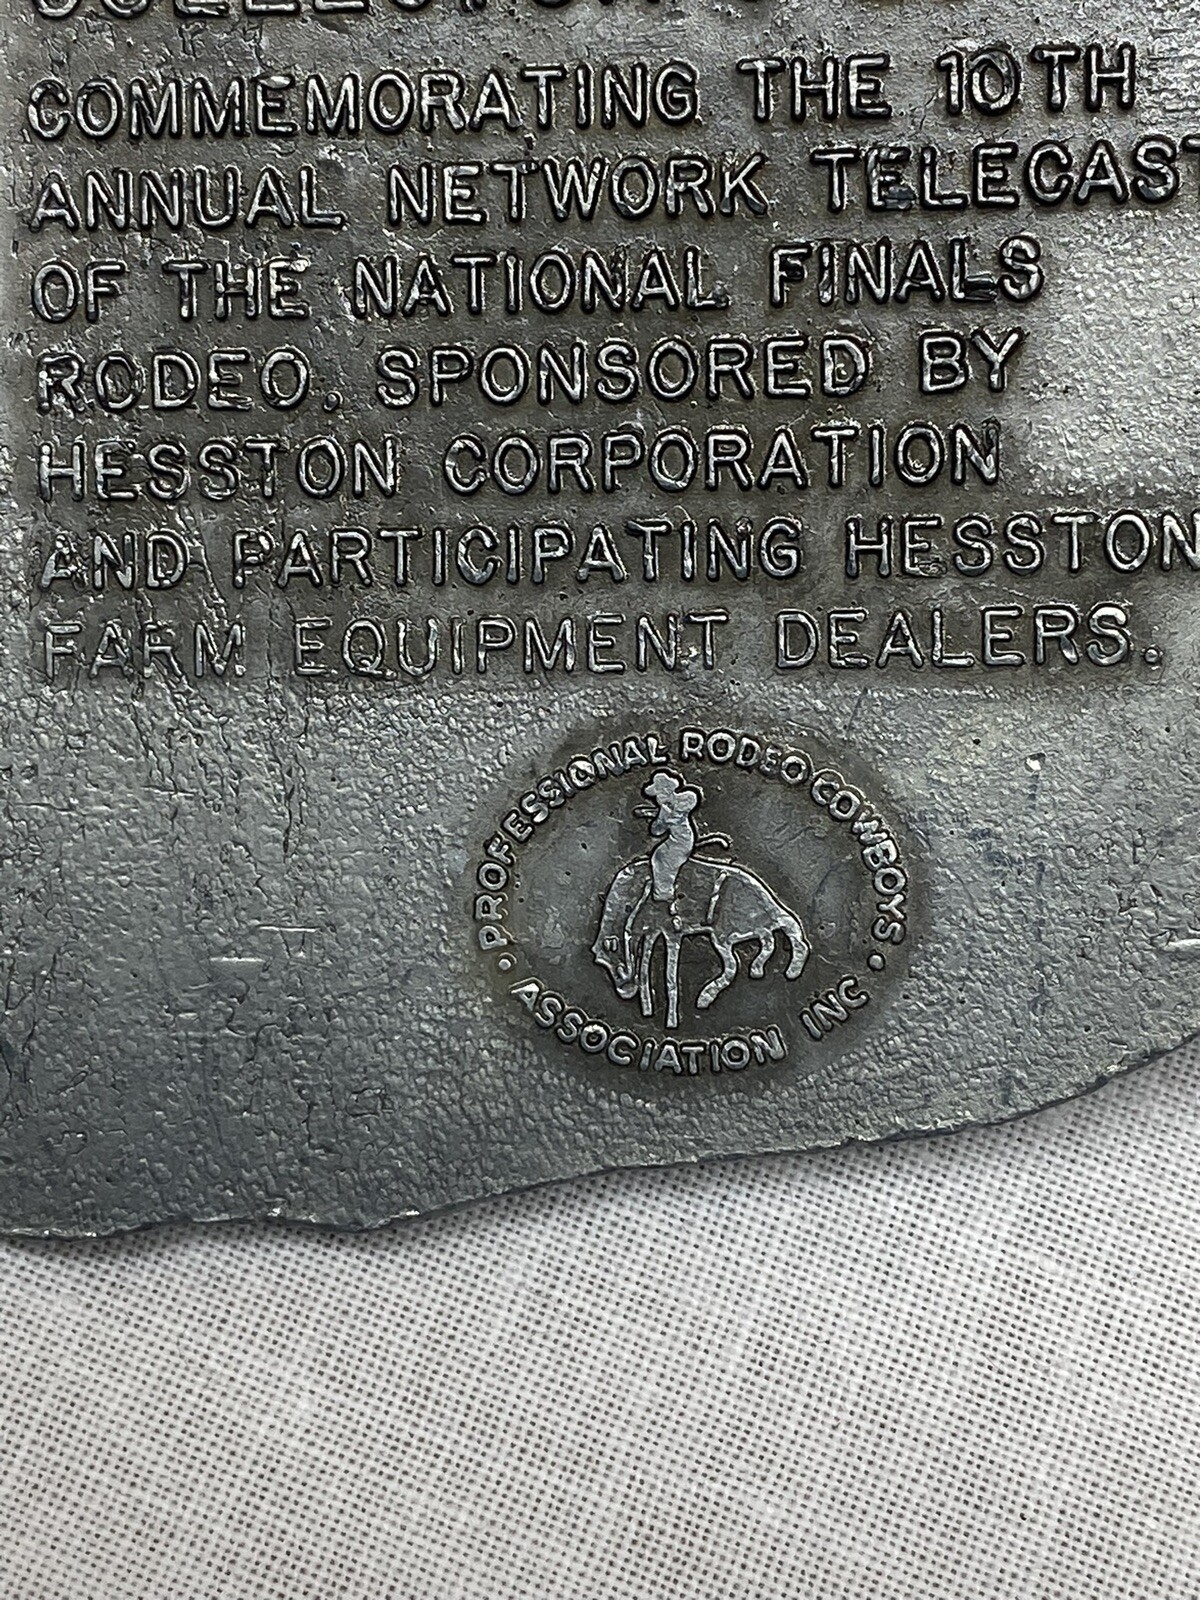 COMMEMORATING THE 10TH
ANNUAL NETWORK TELECAST
OF THE NATIONAL FINALS
RODEO. SPONSORED BY
HESSTON CORPORATION
AND PARTICIPATING HESSTON
FARM EQUIPMENT DEALERS.
PROFESSIONAL RODEO COWBOYS
• ASSOCIATION INC •